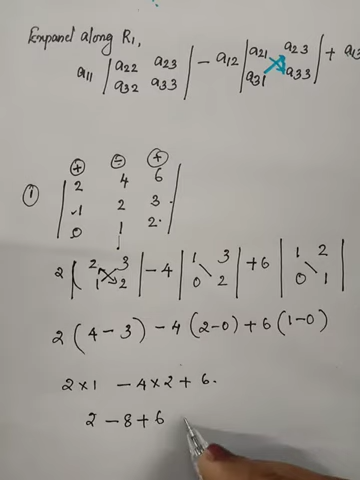 Expand along R1,
a11 | a22 a23 | - a12 | a21 a23 | + a13
| a32 a33 | | a31 a33 |
⊕ ⊖ ⊕
① | 2 4 6 |
| 1 2 3 |
| 0 1 2 |
2 | 2 3 | - 4 | 1 3 | + 6 | 1 2 |
| 1 2 | | 0 2 | | 0 1 |
2 (4 - 3) - 4 (2-0) + 6 (1-0)
2 × 1 - 4 × 2 + 6.
2 - 8 + 6